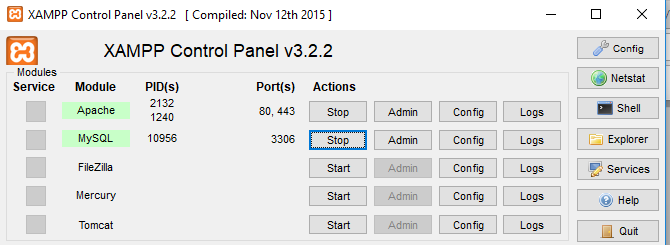 XAMPP Control Panel v3.2.2 [ Compiled: Nov 12th 2015 ]
XAMPP Control Panel v3.2.2
Config
Modules
Service Module PID(s) Port(s) Actions
Netstat
Apache 2132 1240 80, 443 Stop Admin Config Logs
Shell
MySQL 10956 3306 Stop Admin Config Logs
Explorer
FileZilla Start Admin Config Logs
Services
Mercury Start Admin Config Logs
Help
Tomcat Start Admin Config Logs
Quit